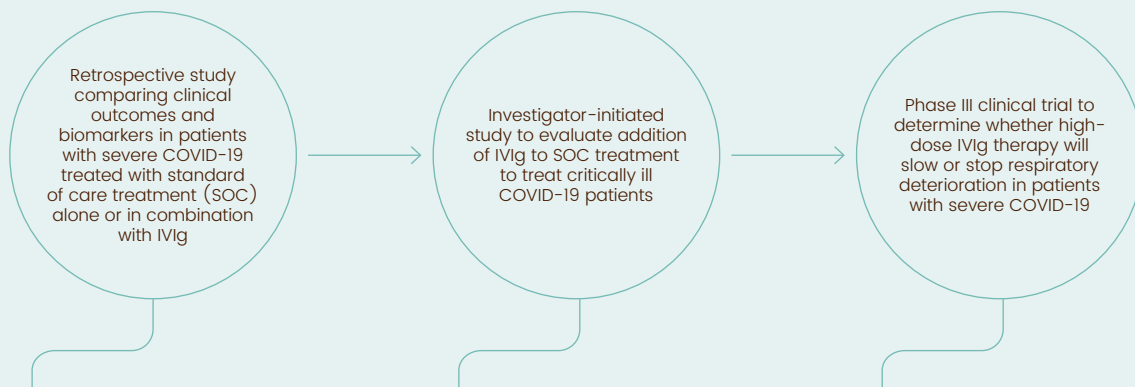 Retrospective study
comparing clinical
outcomes and
biomarkers in patients
with severe COVID-19
treated with standard
of care treatment (SOC)
alone or in combination
with IVIg
Investigator-initiated
study to evaluate addition
of IVIg to SOC treatment
to treat critically ill
COVID-19 patients
Phase III clinical trial to
determine whether high-
dose IVIg therapy will
slow or stop respiratory
deterioration in patients
with severe COVID-19